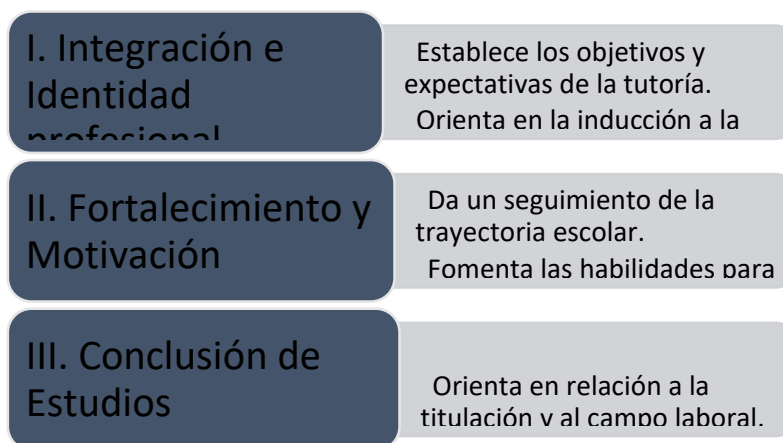 I. Integración e
Identidad
profesional
Establece los objetivos y
expectativas de la tutoría.
Orienta en la inducción a la
II. Fortalecimiento y
Motivación
Da un seguimiento de la
trayectoria escolar.
Fomenta las habilidades para
III. Conclusión de
Estudios
Orienta en relación a la
titulación y al campo laboral.